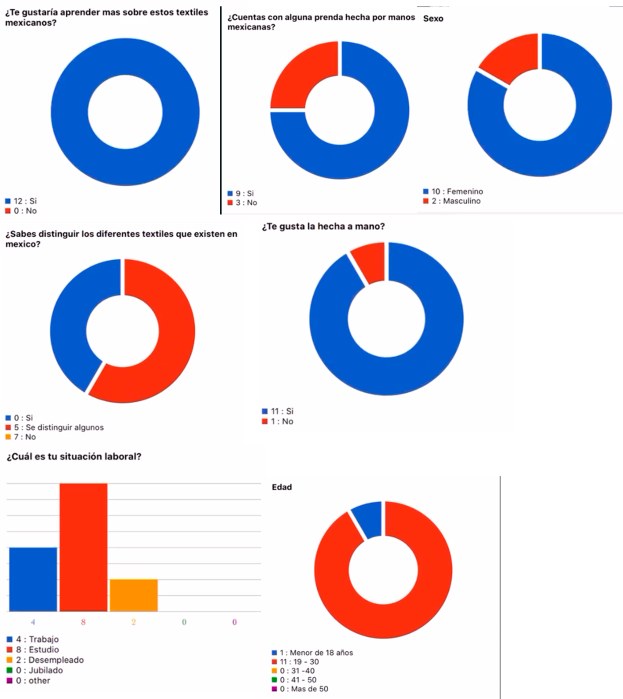 ¿Te gustaría aprender mas sobre estos textiles
mexicanos?
12 : Si
0 : No
¿Cuentas con alguna prenda hecha por manos
mexicanas?
9 : Si
3 : No
Sexo
10 : Femenino
2 : Masculino
¿Sabes distinguir los diferentes textiles que existen en
mexico?
0 : Si
5 : Se distinguir algunos
7 : No
¿Te gusta la hecha a mano?
11 : Si
1 : No
¿Cuál es tu situación laboral?
4 8 2 0 0
4 : Trabajo
8 : Estudio
2 : Desempleado
0 : Jubilado
0 : other
Edad
1 : Menor de 18 años
11 : 19 - 30
0 : 31 -40
0 : 41 - 50
0 : Mas de 50